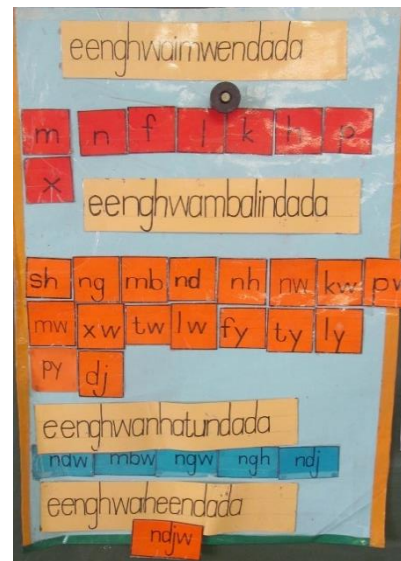 eenghwaimwendada
m n f l k h p
x
eenghwambalindada
sh ng mb nd nh nw kw pw
mw xw tw lw fy ty ly
py dj
eenghwanhatundada
ndw mbw ngw ngh ndj
eenghwaheendada
ndjw